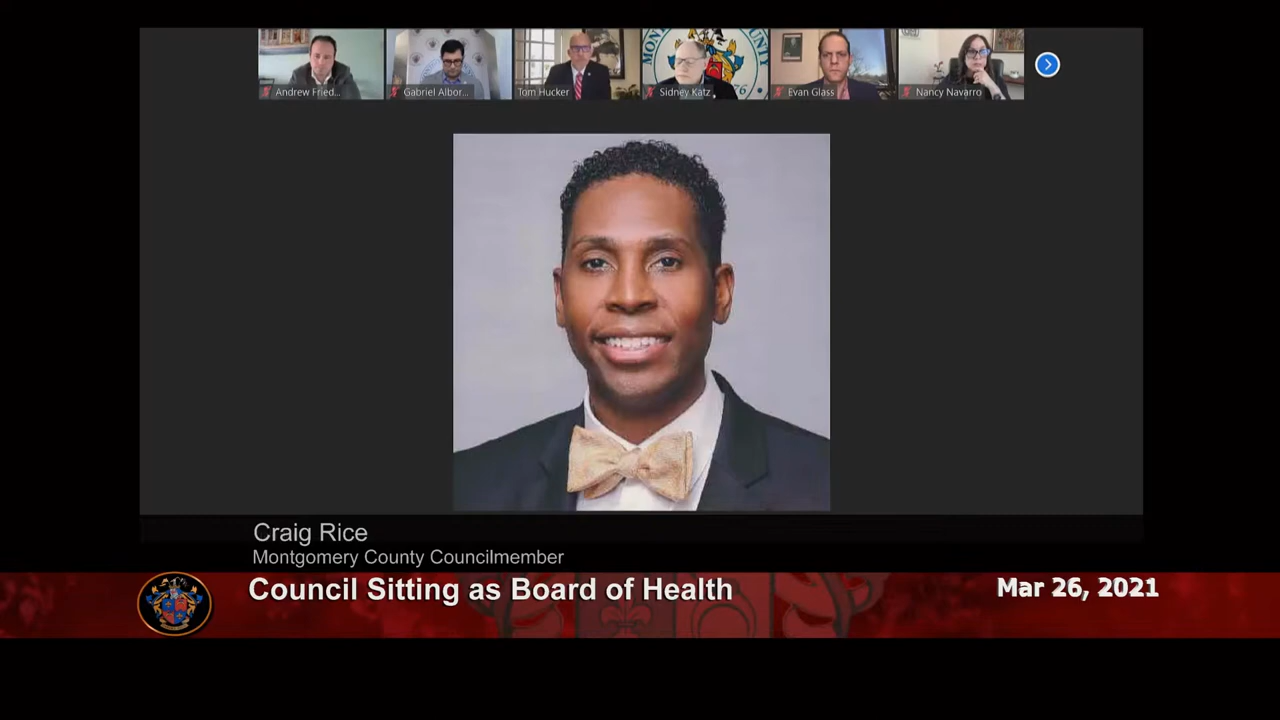 Andrew Fried...
Gabriel Albor...
Tom Hucker
Sidney Katz
Evan Glass
Nancy Navarro
Craig Rice
Montgomery County Councilmember
Council Sitting as Board of Health
Mar 26, 2021